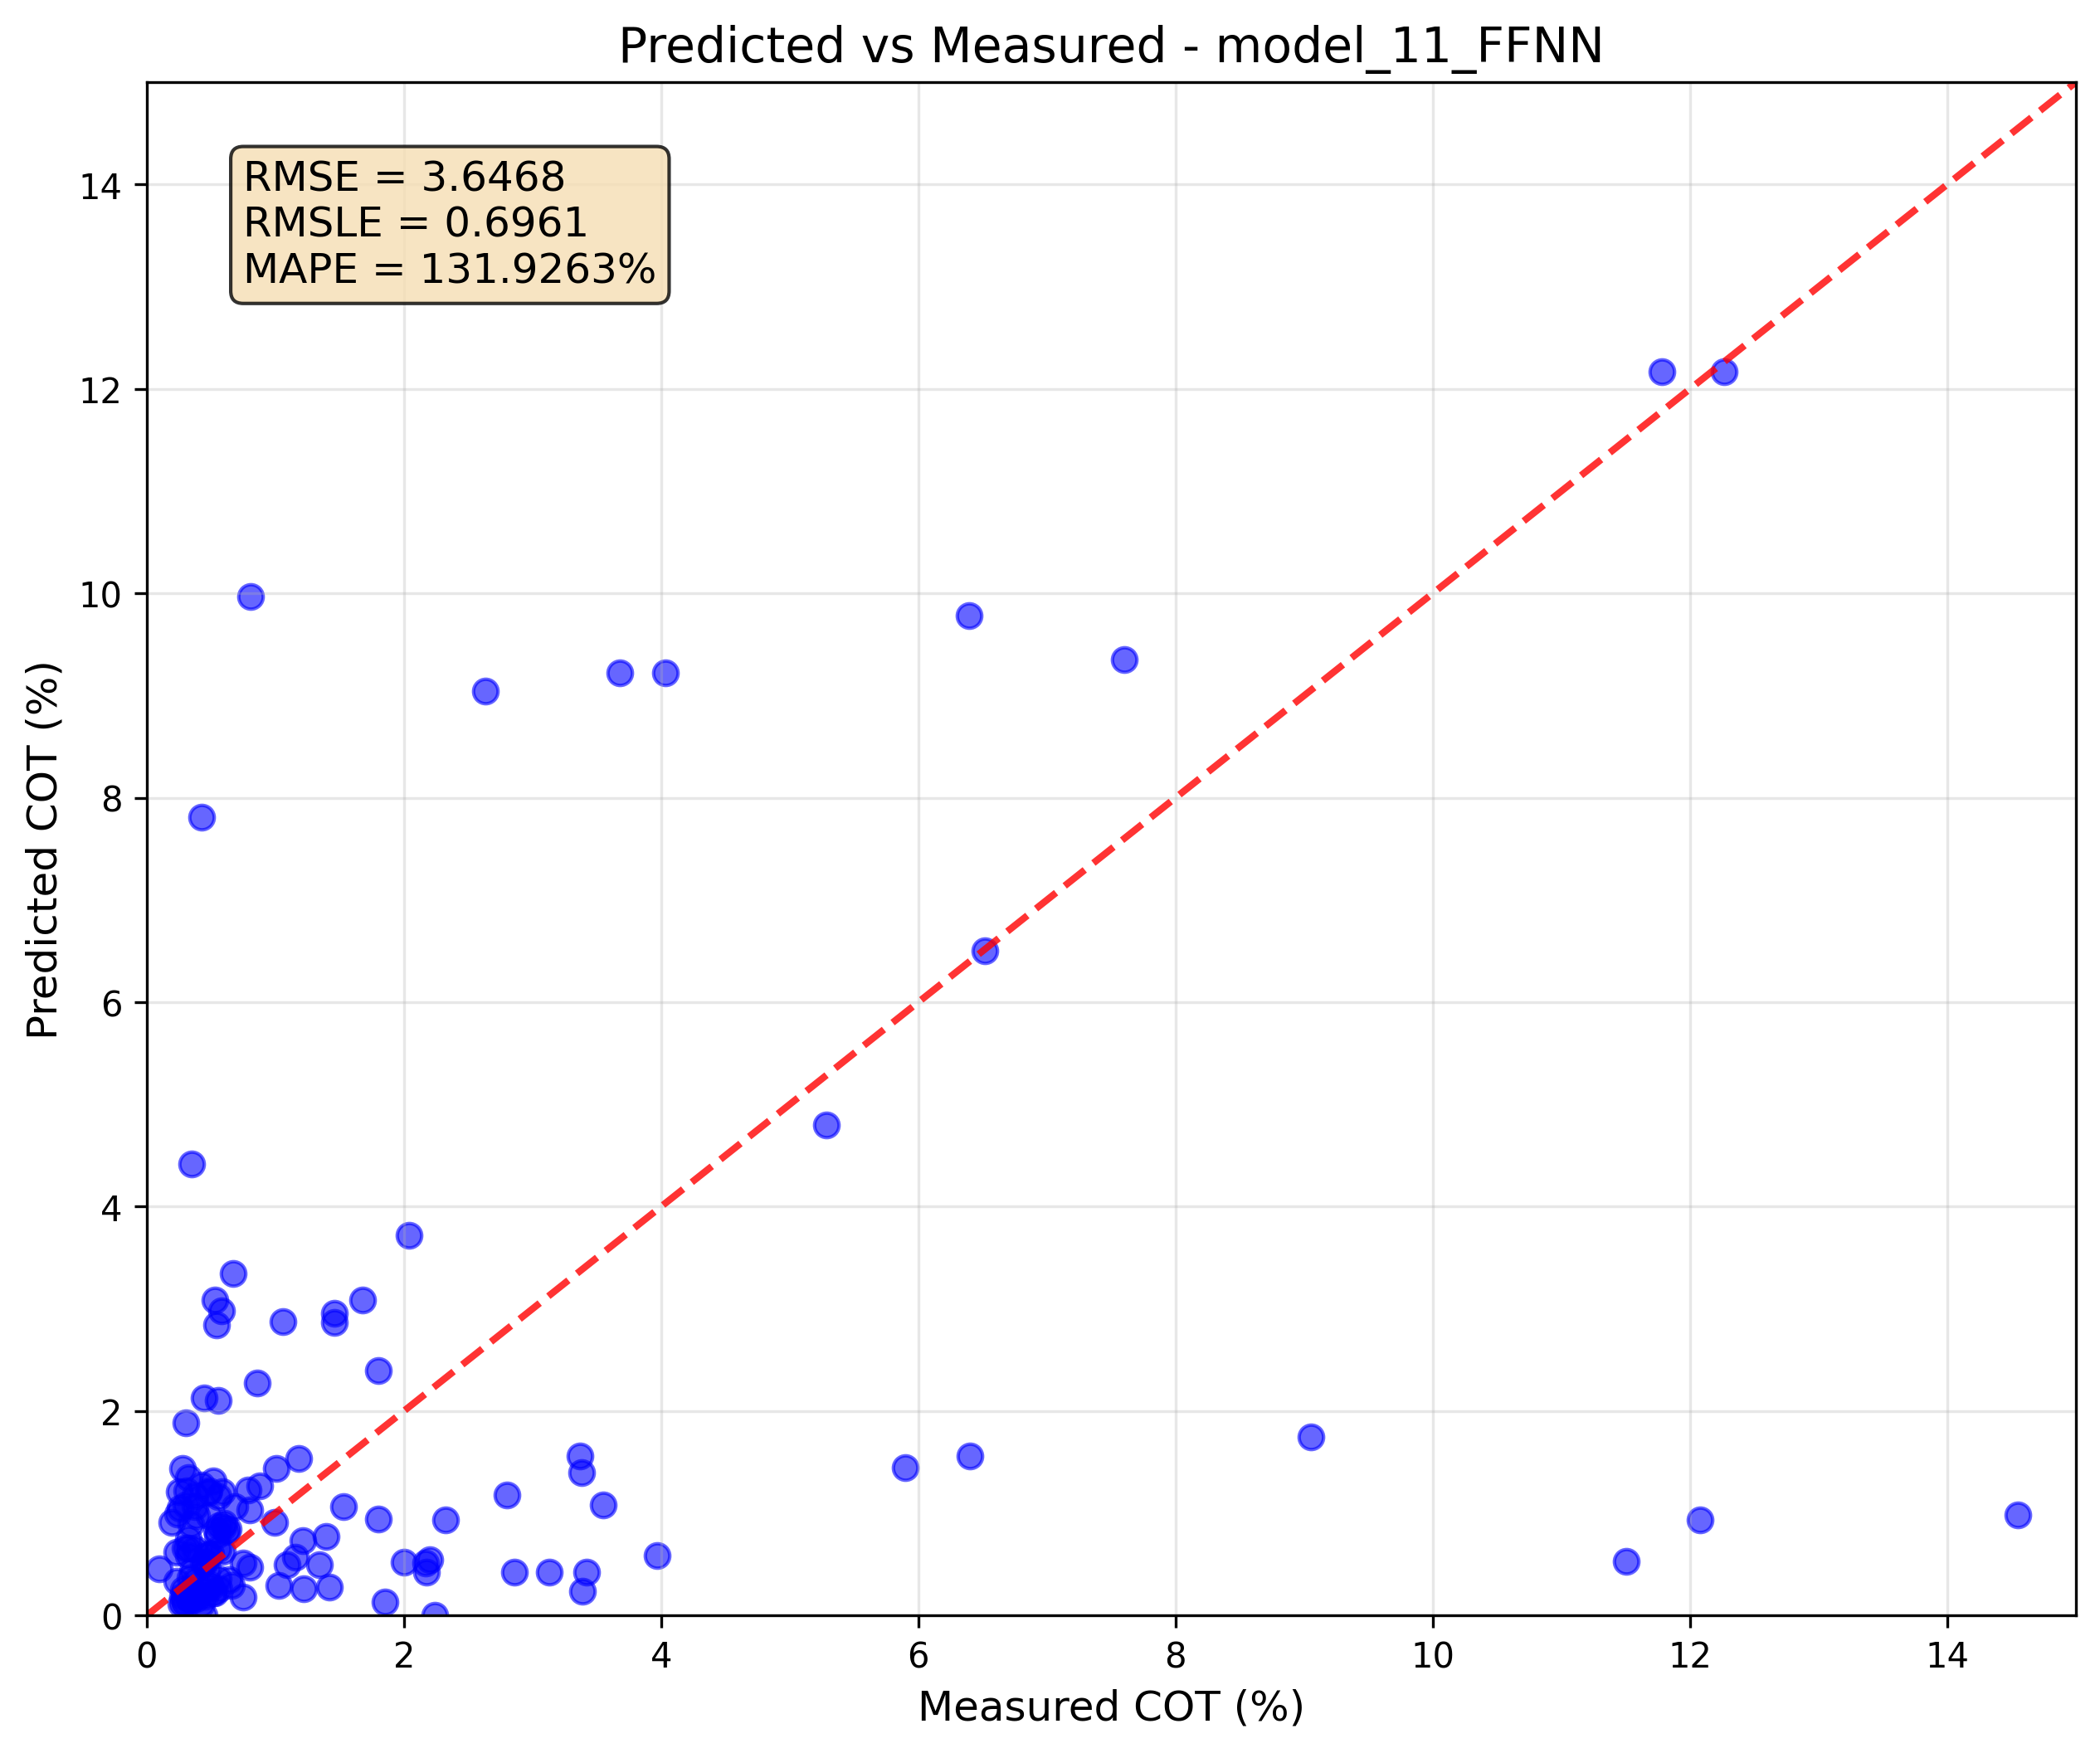 Predicted vs Measured - model_11_FFNN
RMSE = 3.6468
RMSLE = 0.6961
MAPE = 131.9263%
14
12
10
8
6
4
2
0
Predicted COT (%)
0 2 4 6 8 10 12 14
Measured COT (%)